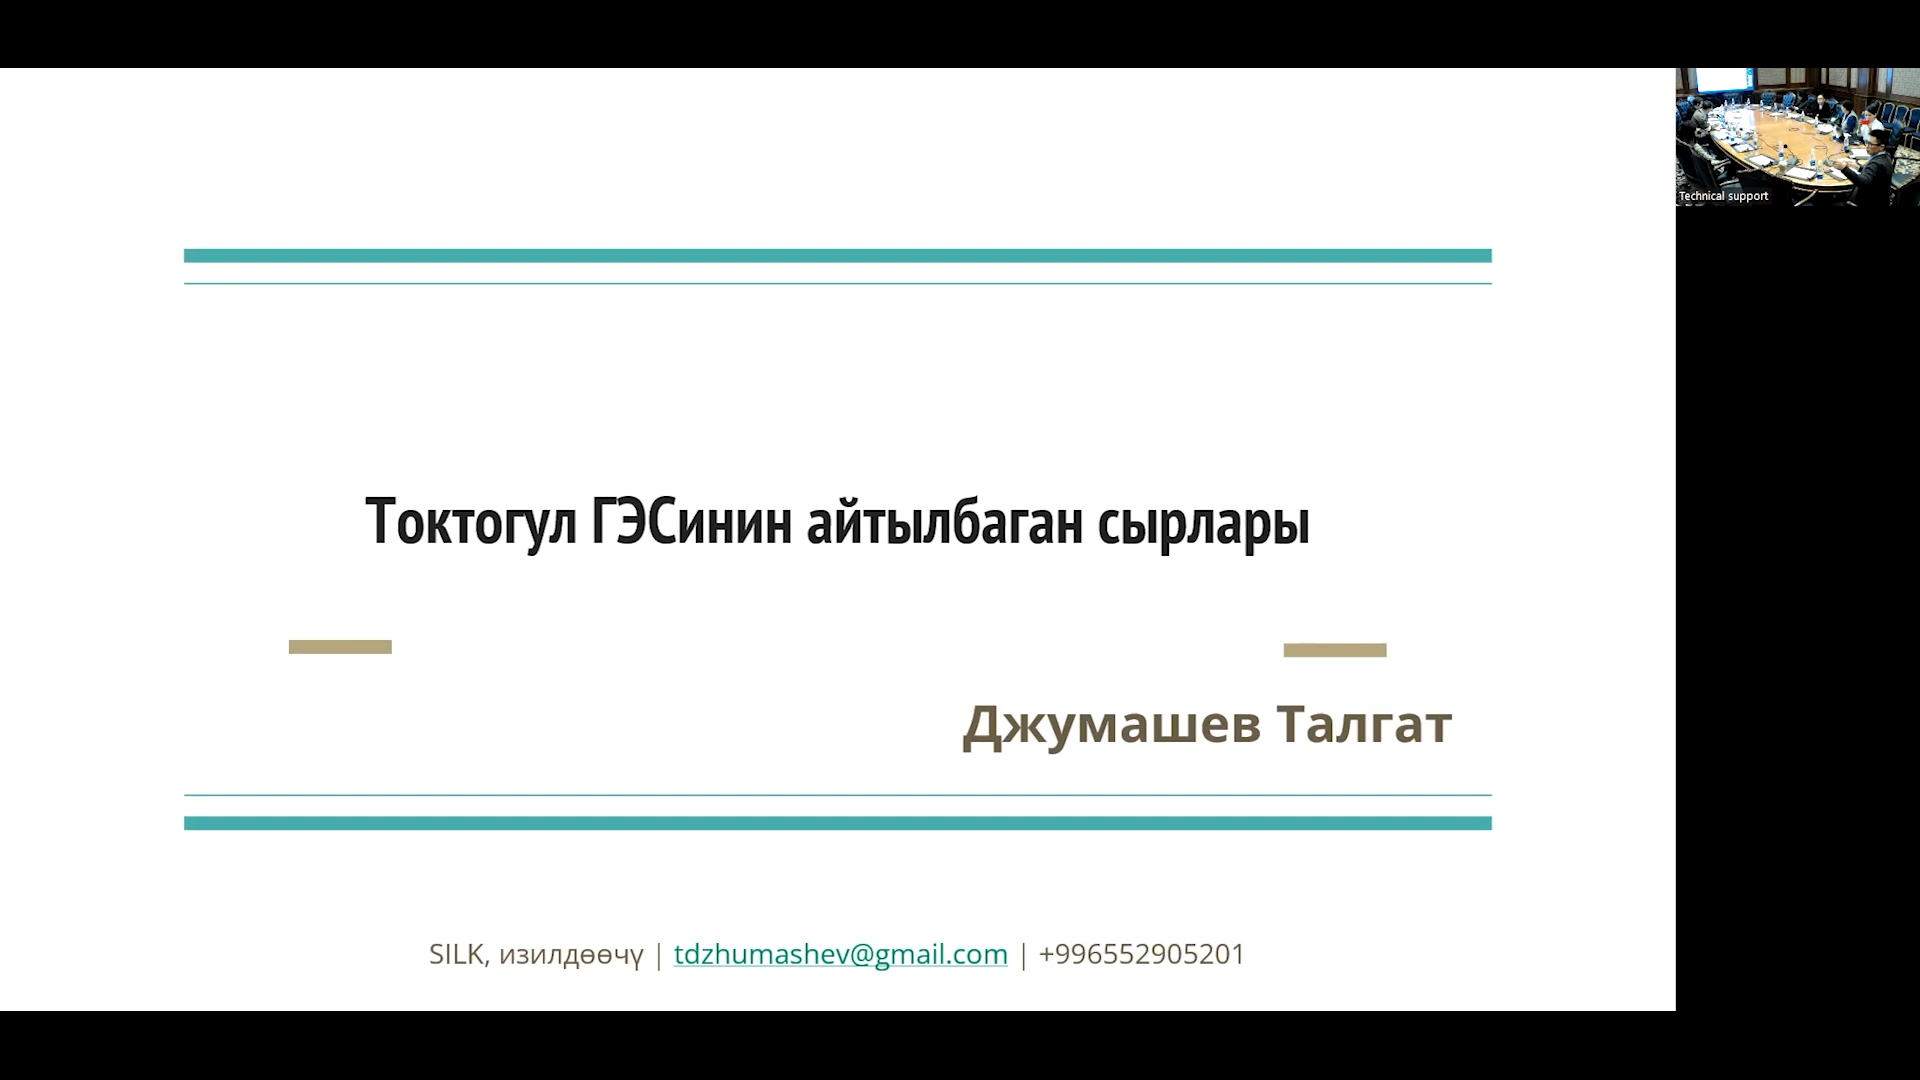 Technical support
Токтогул ГЭСинин айтылбаган сырлары
Джумашев Талгат
SILK, изилдөөчү | tdzhumashev@gmail.com | +996552905201